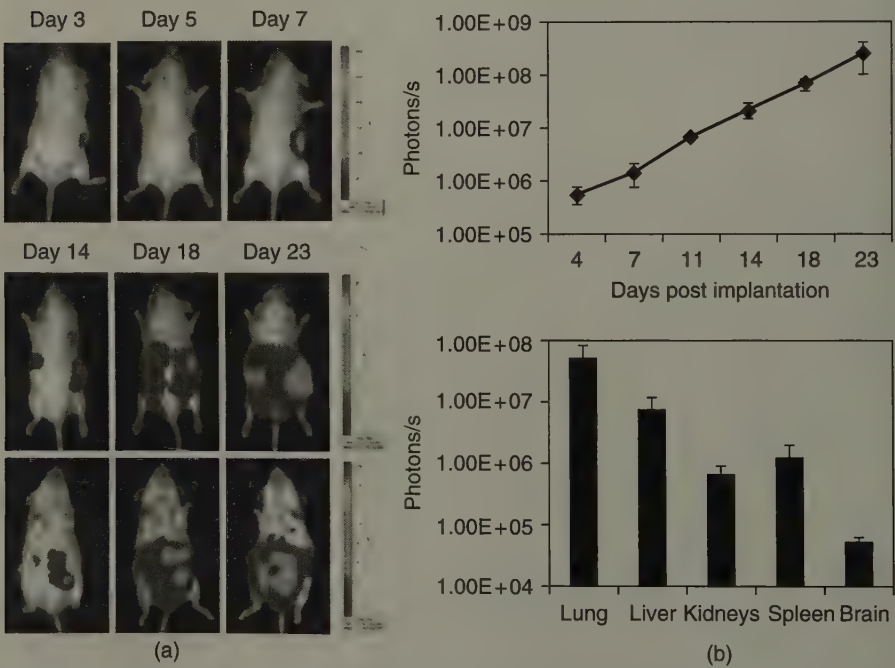 Day 3 Day 5 Day 7
Day 14 Day 18 Day 23
(a)
1.00E+09
1.00E+08
1.00E+07
1.00E+06
1.00E+05
Photons/s
4 7 11 14 18 23
Days post implantation
1.00E+08
1.00E+07
1.00E+06
1.00E+05
1.00E+04
Photons/s
Lung Liver Kidneys Spleen Brain
(b)